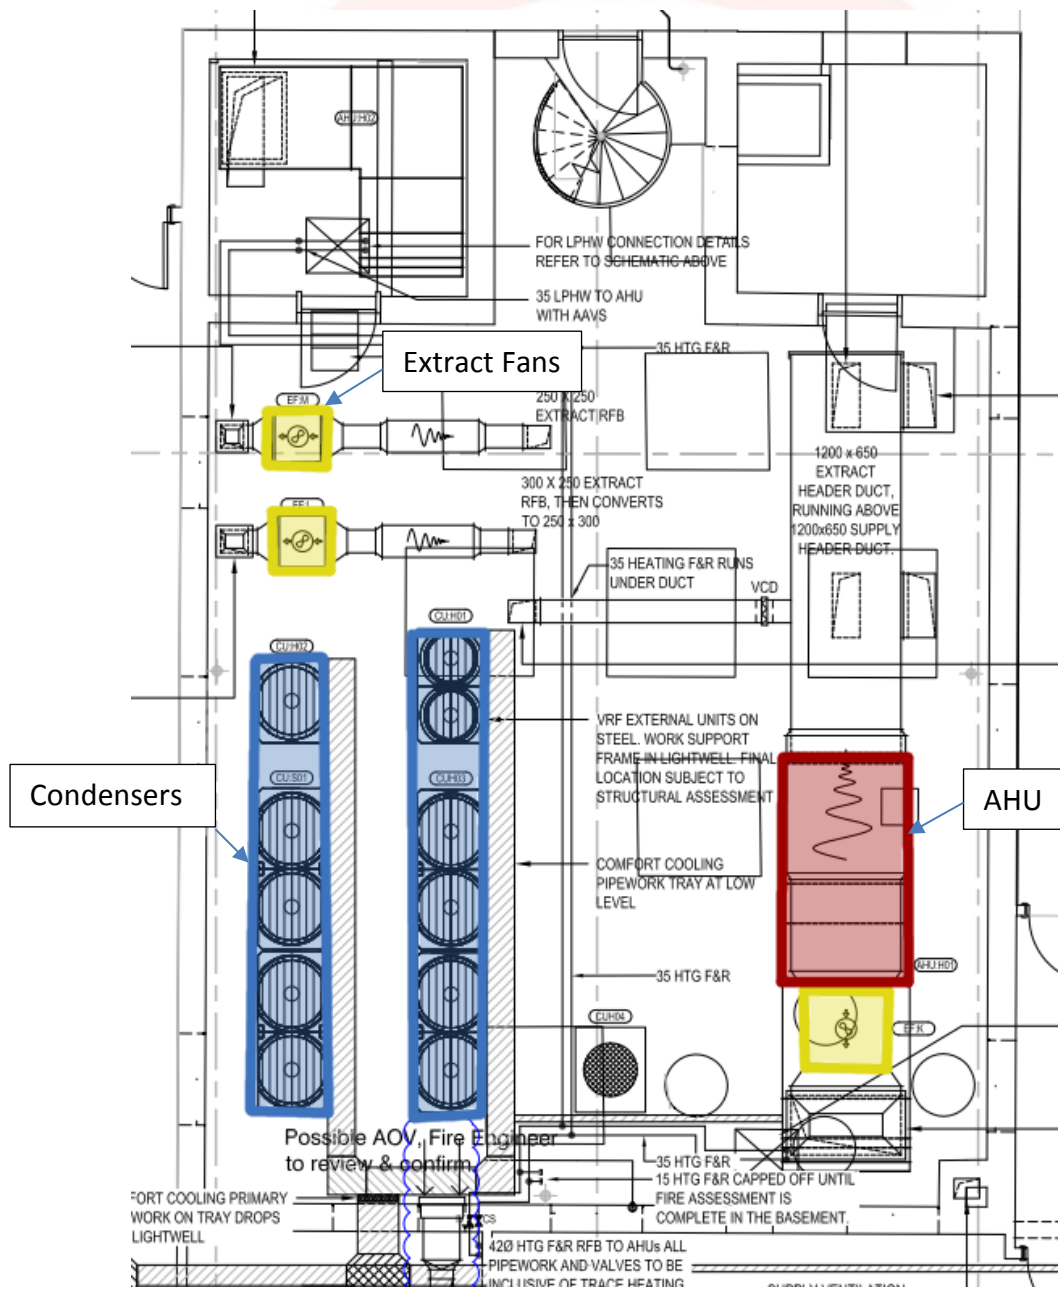 AHU:H02
FOR LPHW CONNECTION DETAILS
REFER TO SCHEMATIC ABOVE
35 LPHW TO AHU
WITH AAVS
35 HTG F&R
Extract Fans
EF:M
250 X 250
EXTRACT RFB
1200 x 650
EXTRACT
HEADER DUCT,
RUNNING ABOVE
1200x650 SUPPLY
HEADER DUCT.
300 X 250 EXTRACT
RFB, THEN CONVERTS
TO 250 x 300
35 HEATING F&R RUNS
UNDER DUCT
VCD
CU:H01
CU:H02
VRF EXTERNAL UNITS ON
STEEL. WORK SUPPORT
FRAME IN LIGHTWELL. FINAL
LOCATION SUBJECT TO
STRUCTURAL ASSESSMENT
CU:S01
CU:H03
Condensers
AHU
COMFORT COOLING
PIPEWORK TRAY AT LOW
LEVEL
35 HTG F&R
AHU:H01
CU:H04
EF:K
Possible AOV, Fire Engineer
to review & confirm.
35 HTG F&R
15 HTG F&R CAPPED OFF UNTIL
FIRE ASSESSMENT IS
COMPLETE IN THE BASEMENT.
FORT COOLING PRIMARY
WORK ON TRAY DROPS
LIGHTWELL
42Ø HTG F&R RFB TO AHUs ALL
PIPEWORK AND VALVES TO BE
INCLUSIVE OF TRACE HEATING
SUPPLY VENTILATION